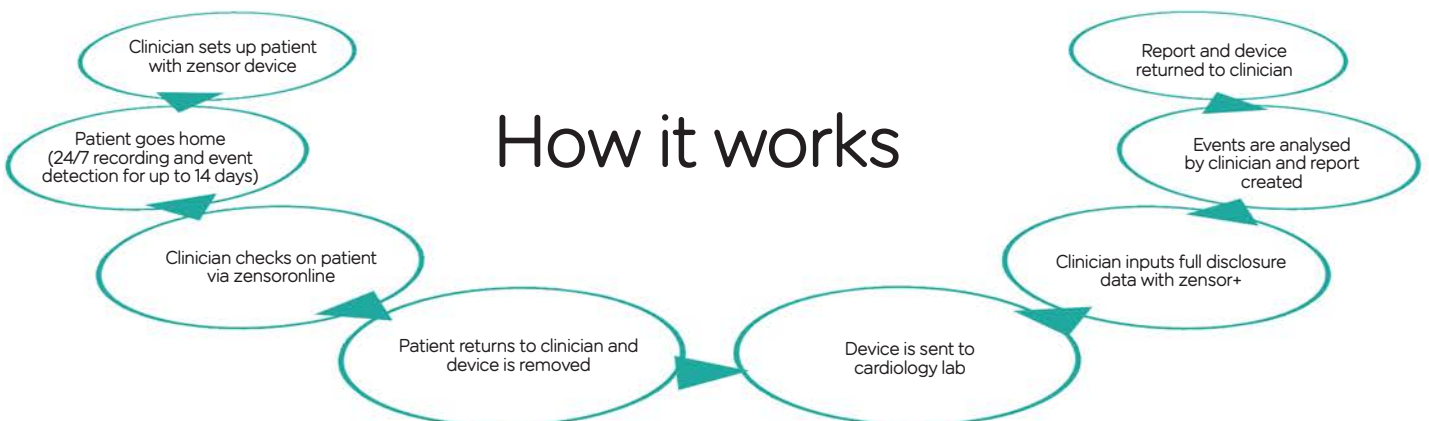 How it works
Clinician sets up patient
with zensor device
Patient goes home
(24/7 recording and event
detection for up to 14 days)
Clinician checks on patient
via zensoronline
Patient returns to clinician and
device is removed
Device is sent to
cardiology lab
Clinician inputs full disclosure
data with zensor+
Events are analysed
by clinician and report
created
Report and device
returned to clinician